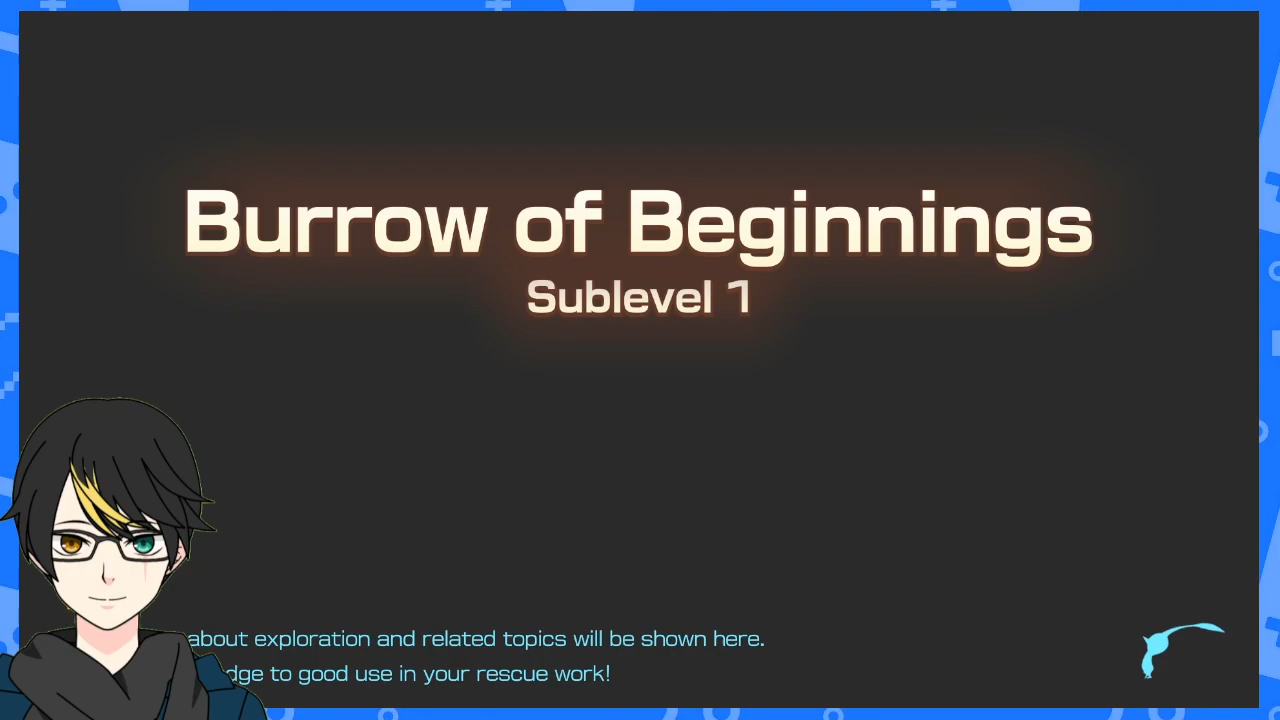 Burrow of Beginnings
Sublevel 1
about exploration and related topics will be shown here.
to good use in your rescue work!